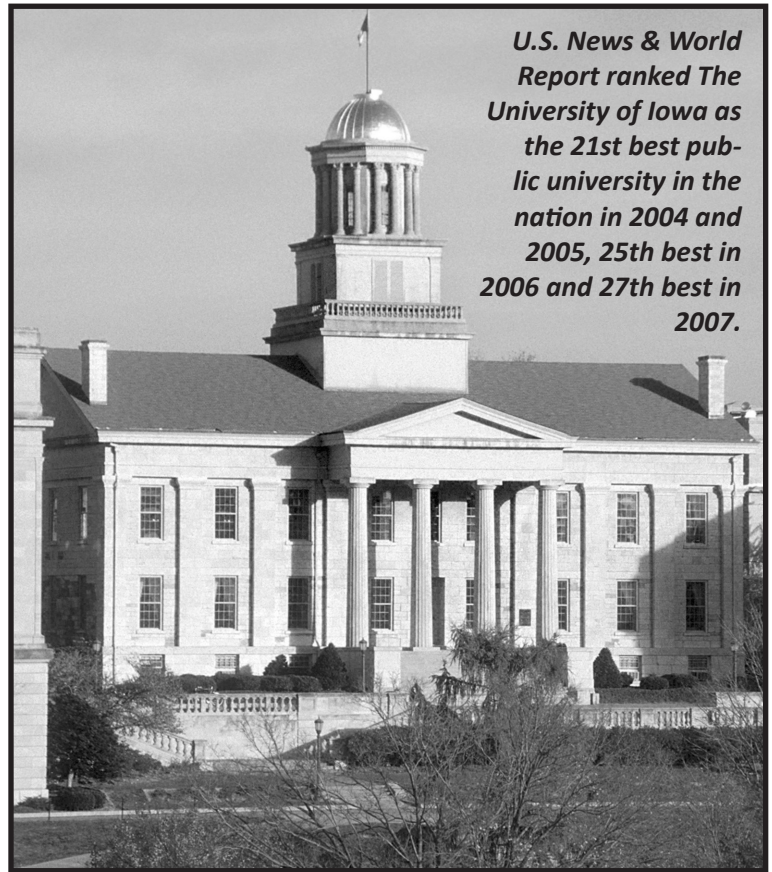 U.S. News & World
Report ranked The
University of Iowa as
the 21st best pub-
lic university in the
nation in 2004 and
2005, 25th best in
2006 and 27th best in
2007.